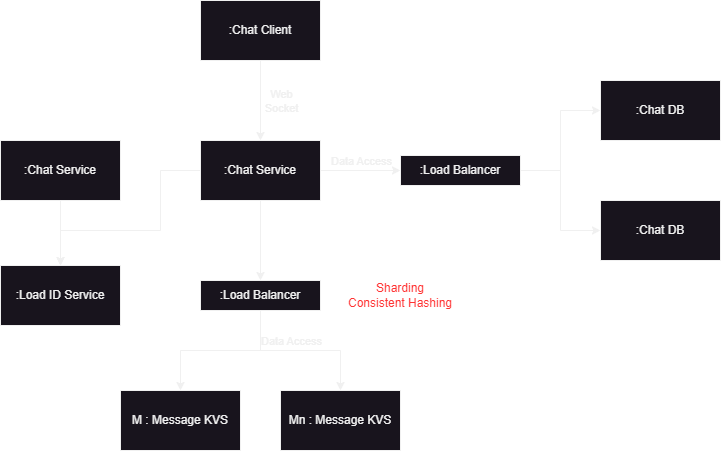 :Chat Client
Web
Socket
:Chat DB
:Chat Service
:Chat Service
Data Access
:Load Balancer
:Chat DB
:Load ID Service
:Load Balancer
Sharding
Consistent Hashing
Data Access
M : Message KVS
Mn : Message KVS